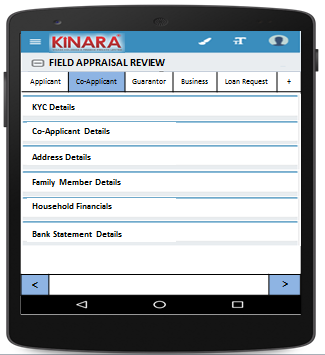 KINARA
FIELD APPRAISAL REVIEW
Applicant Co-Applicant Guarantor Business Loan Request +
KYC Details
Co-Applicant Details
Address Details
Family Member Details
Household Financials
Bank Statement Details
< >